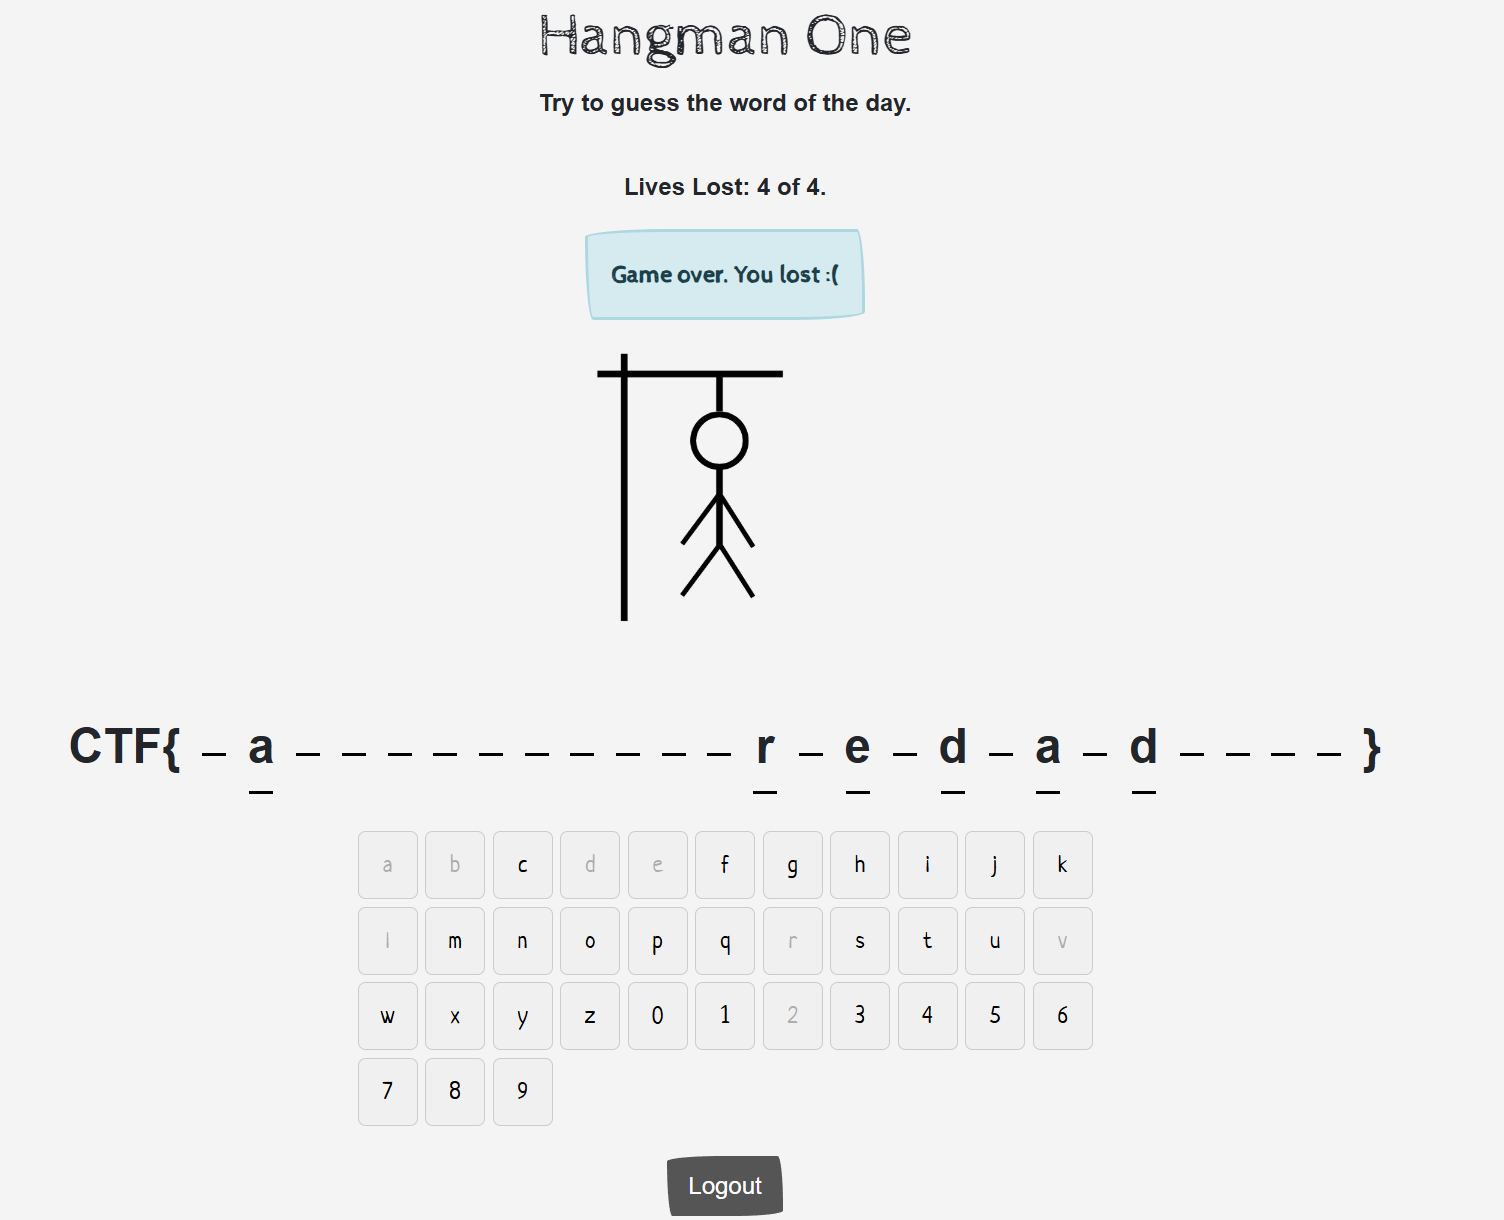 Hangman One
Try to guess the word of the day.
Lives Lost: 4 of 4.
Game over. You lost :(
CTF{ _ a _ _ _ _ _ _ _ _ _ _ r _ e _ d _ a _ d _ _ _ _ }
a b c d e f g h i j k
l m n o p q r s t u v
w x y z 0 1 2 3 4 5 6
7 8 9
Logout